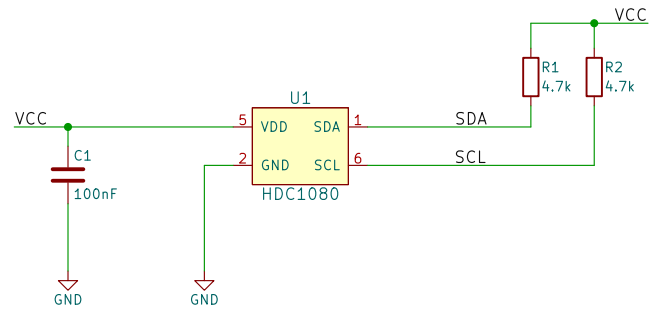 VCC
R1
4.7k
R2
4.7k
U1
VCC
5
VDD
SDA
1
SDA
2
GND
SCL
6
SCL
HDC1080
C1
100nF
GND
GND